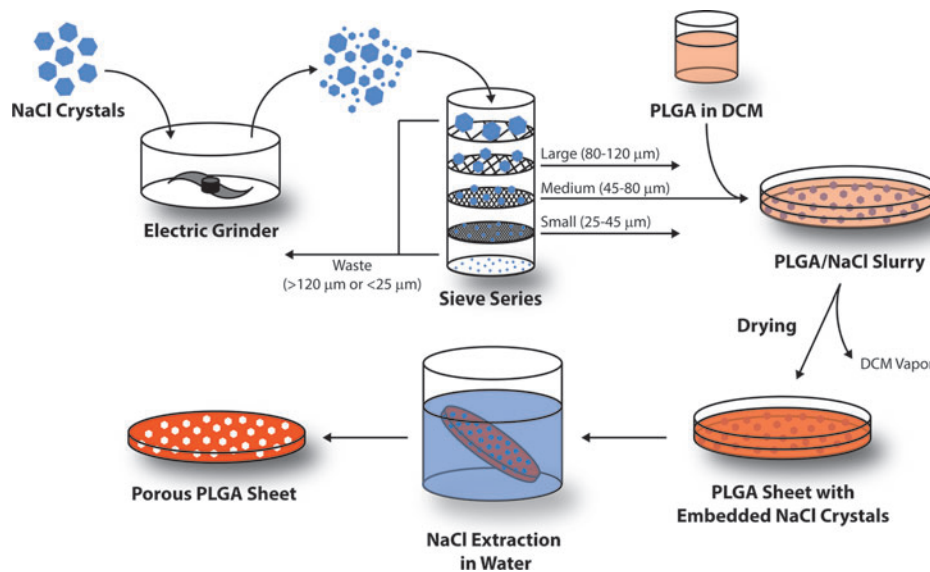 NaCl Crystals
Electric Grinder
Large (80-120 μm)
Medium (45-80 μm)
Small (25-45 μm)
Waste
(>120 μm or <25 μm)
Sieve Series
PLGA in DCM
PLGA/NaCl Slurry
Drying
DCM Vapor
PLGA Sheet with
Embedded NaCl Crystals
NaCl Extraction
in Water
Porous PLGA Sheet